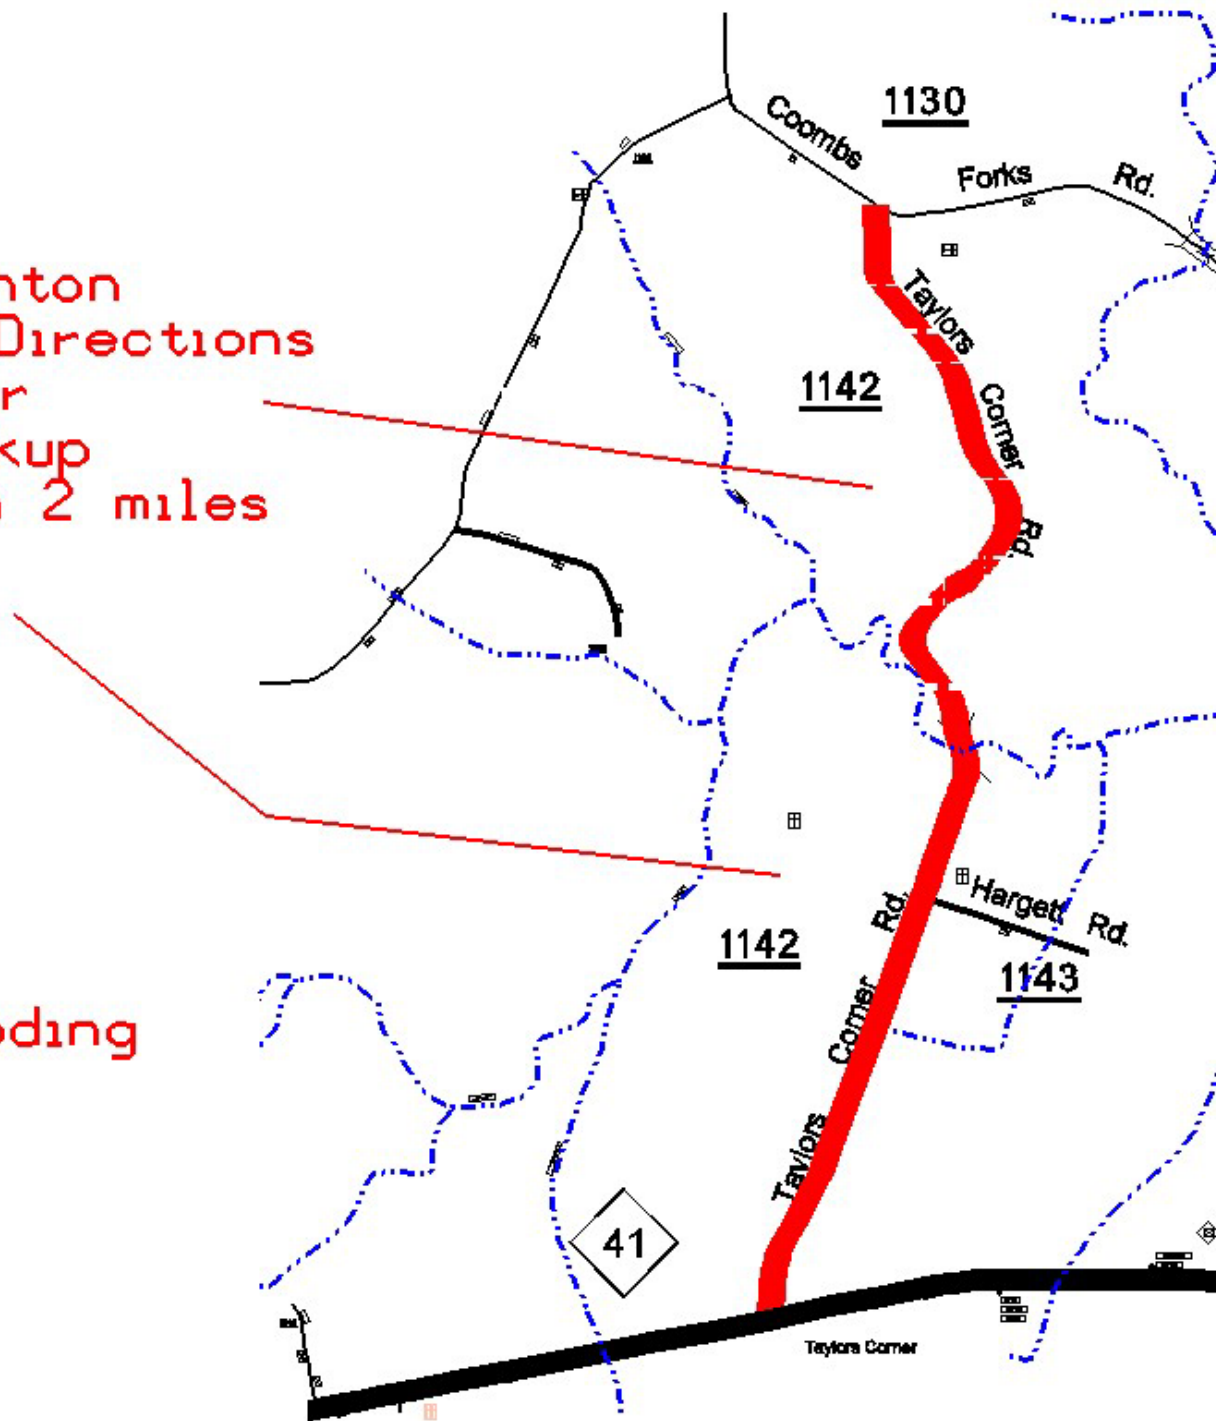 1130
Coombs
Forks
Rd.
nton
Directions
r
kup
2 miles
Taylors
1142
Corner
Rd.
Hargett
Rd.
Rd.
1142
1143
Corner
oding
Taylors
41
Taylors Corner